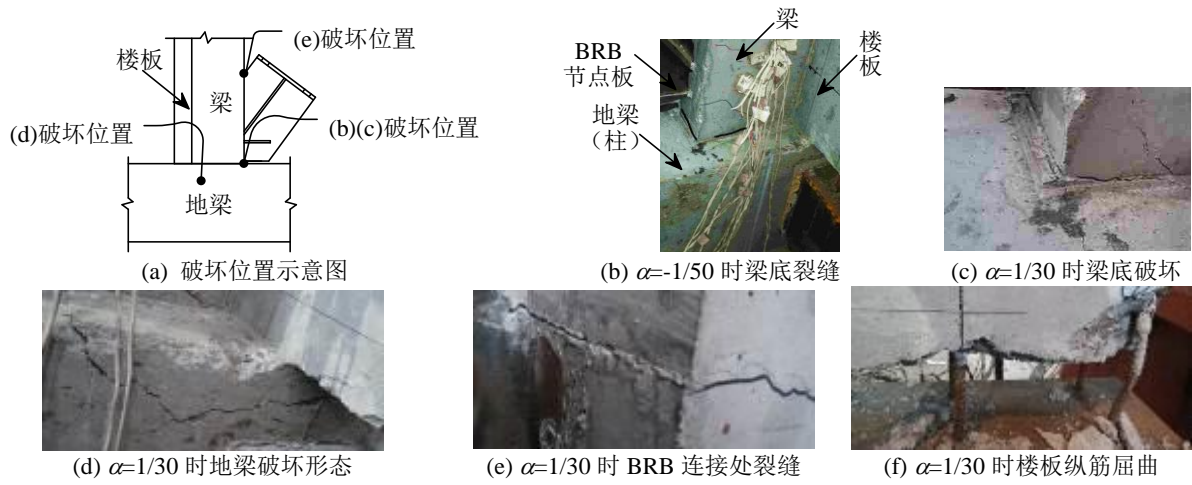 (e)破坏位置
楼板
梁
(d)破坏位置
(b)(c)破坏位置
地梁
(a) 破坏位置示意图
梁
BRB
节点板
楼
板
地梁
（柱）
(b) α=-1/50 时梁底裂缝
(c) α=1/30 时梁底破坏
(d) α=1/30 时地梁破坏形态
(e) α=1/30 时 BRB 连接处裂缝
(f) α=1/30 时楼板纵筋屈曲